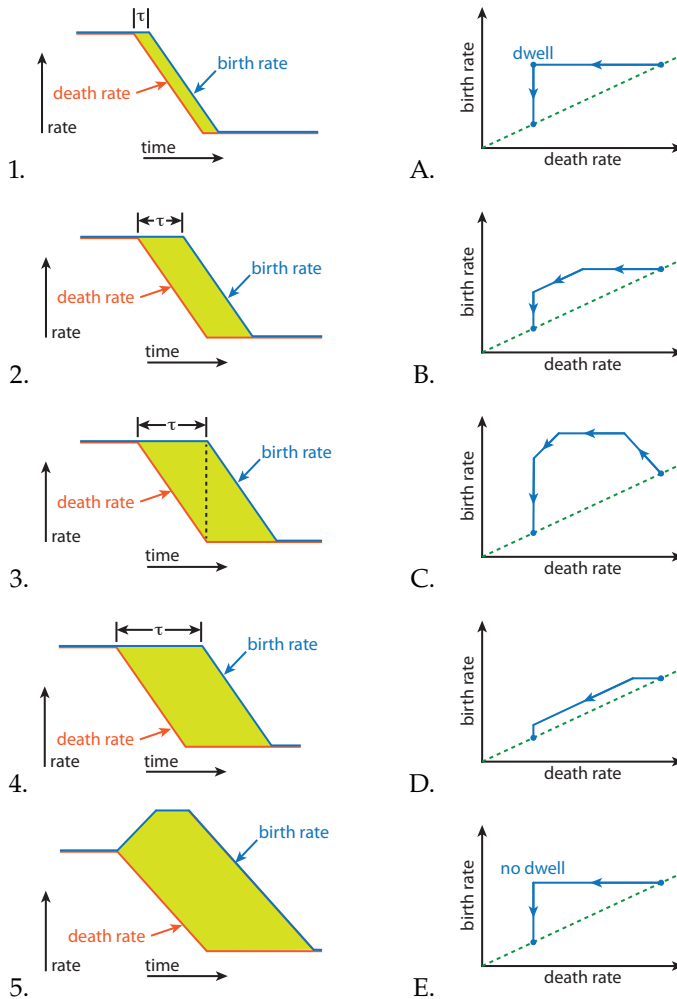 τ
birth rate
death rate
rate
time
1.
dwell
birth rate
death rate
A.
τ
birth rate
death rate
rate
time
2.
birth rate
death rate
B.
τ
birth rate
death rate
rate
time
3.
birth rate
death rate
C.
τ
birth rate
death rate
rate
time
4.
birth rate
death rate
D.
birth rate
death rate
rate
time
5.
no dwell
birth rate
death rate
E.